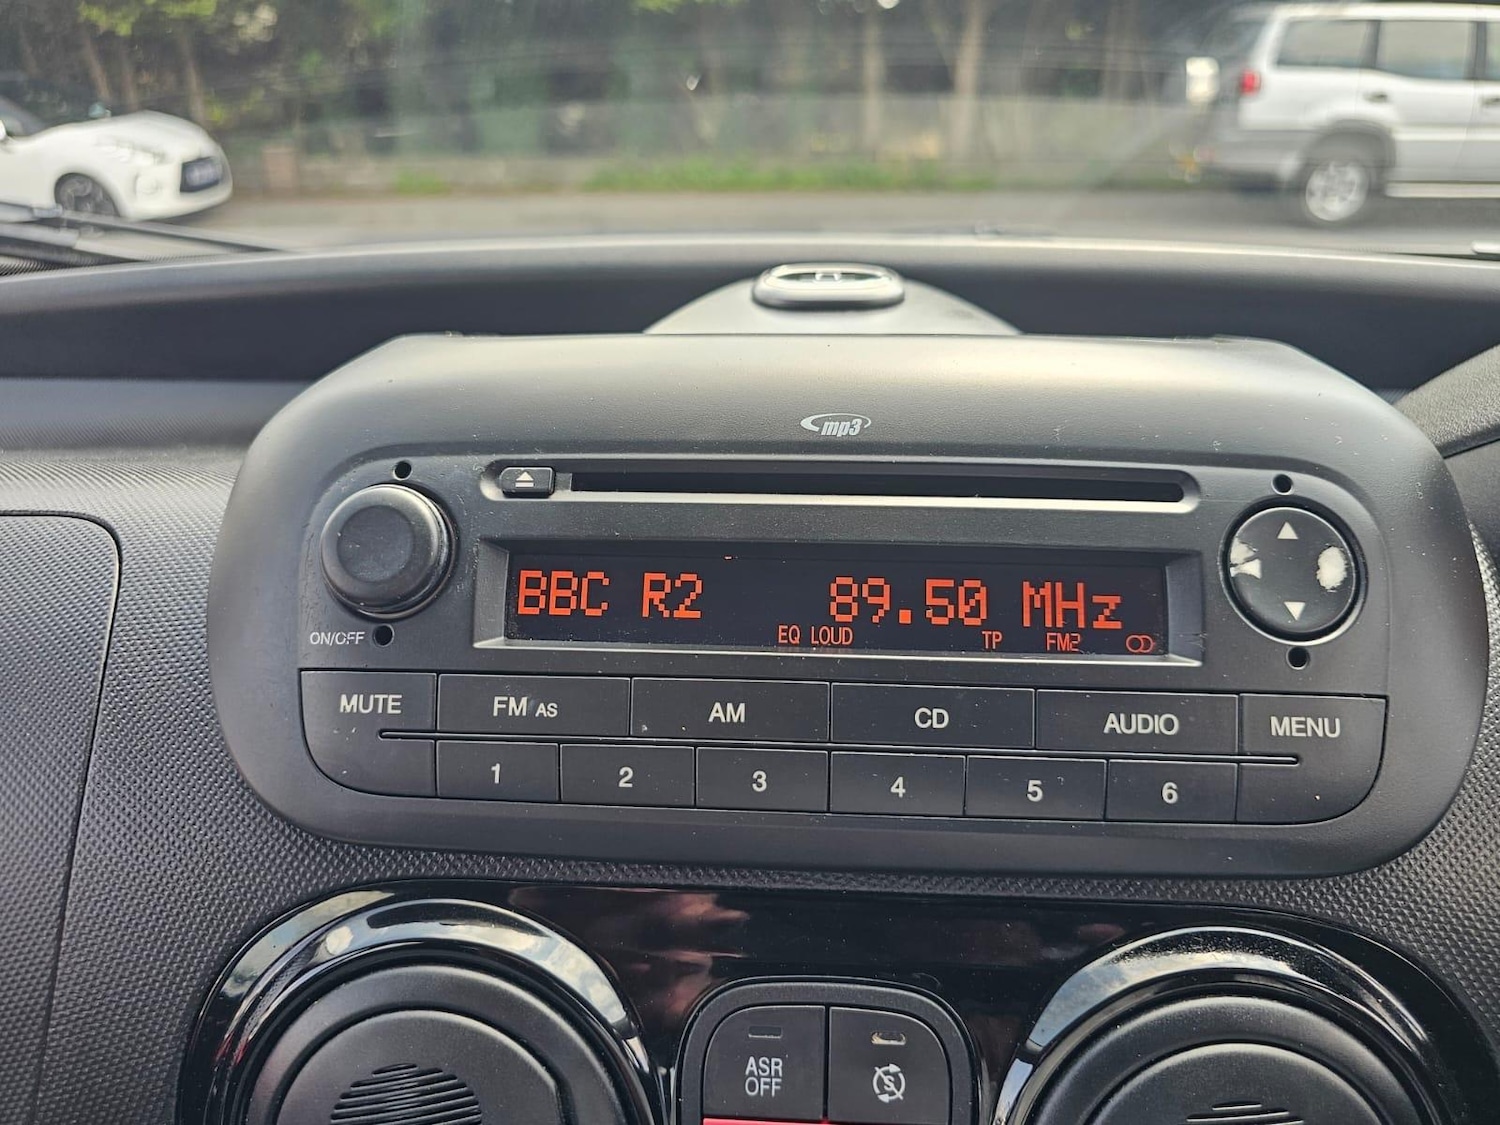 mp3
BBC R2 89.50 MHz
EQ LOUD TP FM2
ON/OFF
MUTE FM AS AM CD AUDIO MENU
1 2 3 4 5 6
ASR
OFF
S